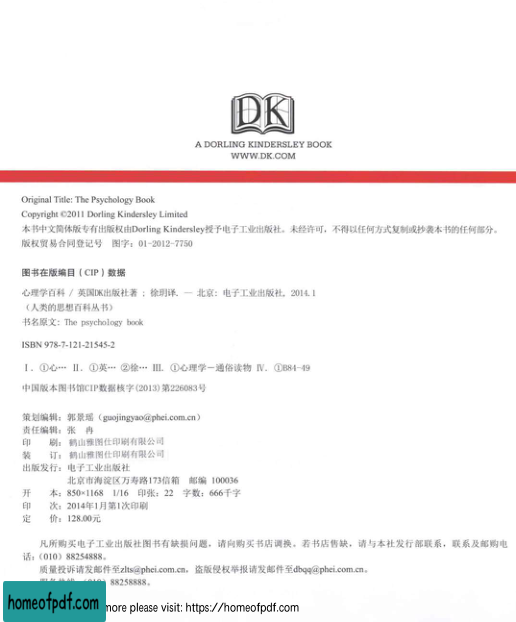 DK
A DORLING KINDERSLEY BOOK
WWW.DK.COM
Original Title: The Psychology Book
Copyright ©2011 Dorling Kindersley Limited
本书中文简体版专有出版权由Dorling Kindersley授予电子工业出版社。未经许可，不得以任何方式复制或抄袭本书的任何部分。
版权贸易合同登记号 图字：01-2012-7750
图书在版编目（CIP）数据
心理学百科 / 英国DK出版社著 ; 徐玥译. — 北京: 电子工业出版社, 2014.1
（人类的思想百科丛书）
书名原文: The psychology book
ISBN 978-7-121-21545-2
Ⅰ. ①心… Ⅱ. ①英… ②徐… Ⅲ. ①心理学－通俗读物 Ⅳ. ①B84-49
中国版本图书馆CIP数据核字(2013)第226083号
策划编辑：郭景瑶（guojingyao@phei.com.cn）
责任编辑：张 冉
印 刷：鹤山雅图仕印刷有限公司
装 订：鹤山雅图仕印刷有限公司
出版发行：电子工业出版社
北京市海淀区万寿路173信箱 邮编 100036
开 本：850×1168 1/16 印张：22 字数：666千字
印 次：2014年1月第1次印刷
定 价：128.00元
凡所购买电子工业出版社图书有缺损问题，请向购买书店调换。若书店售缺，请与本社发行部联系，联系及邮购电
话：（010）88254888。
质量投诉请发邮件至zlts@phei.com.cn，盗版侵权举报请发邮件至dbqq@phei.com.cn。
88258888。
homeofpdf.com more please visit: https://homeofpdf.com